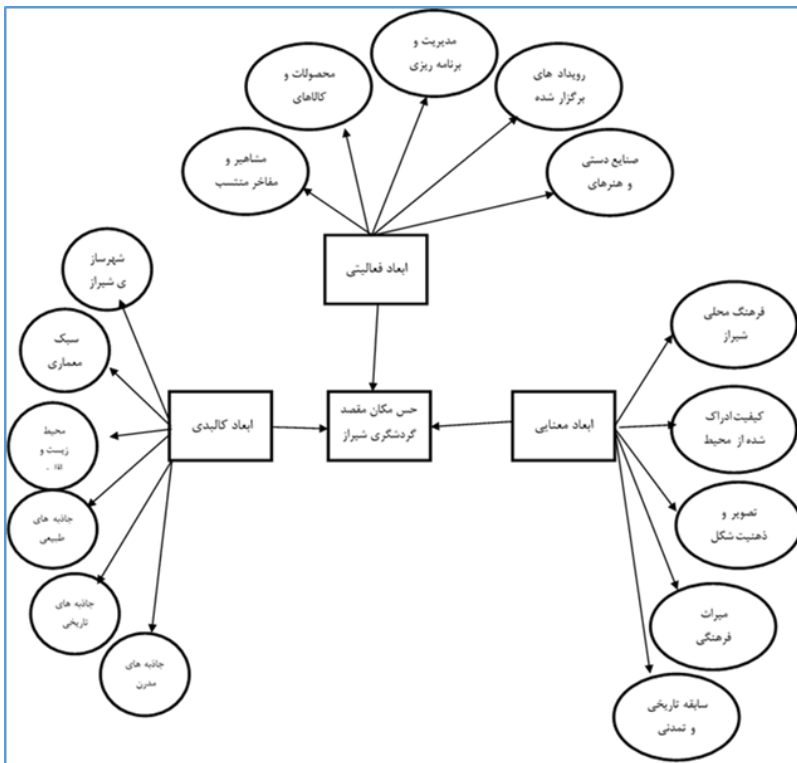 مدیریت و
برنامه ریزی
رویداد های
برگزار شده
محصولات و
کالاهای
صنایع دستی
و هنرهای
مشاهیر و
مفاخر منتسب
ابعاد فعالیتی
شهرساز
ی شیراز
سبک
معماری
محیط
زیست و
جاذبه های
طبیعی
جاذبه های
تاریخی
جاذبه های
مدرن
ابعاد کالبدی
حس مکان مقصد
گردشگری شیراز
ابعاد معنایی
فرهنگ محلی
شیراز
کیفیت ادراک
شده از محیط
تصویر و
ذهنیت شکل
میراث
فرهنگی
سابقه تاریخی
و تمدنی